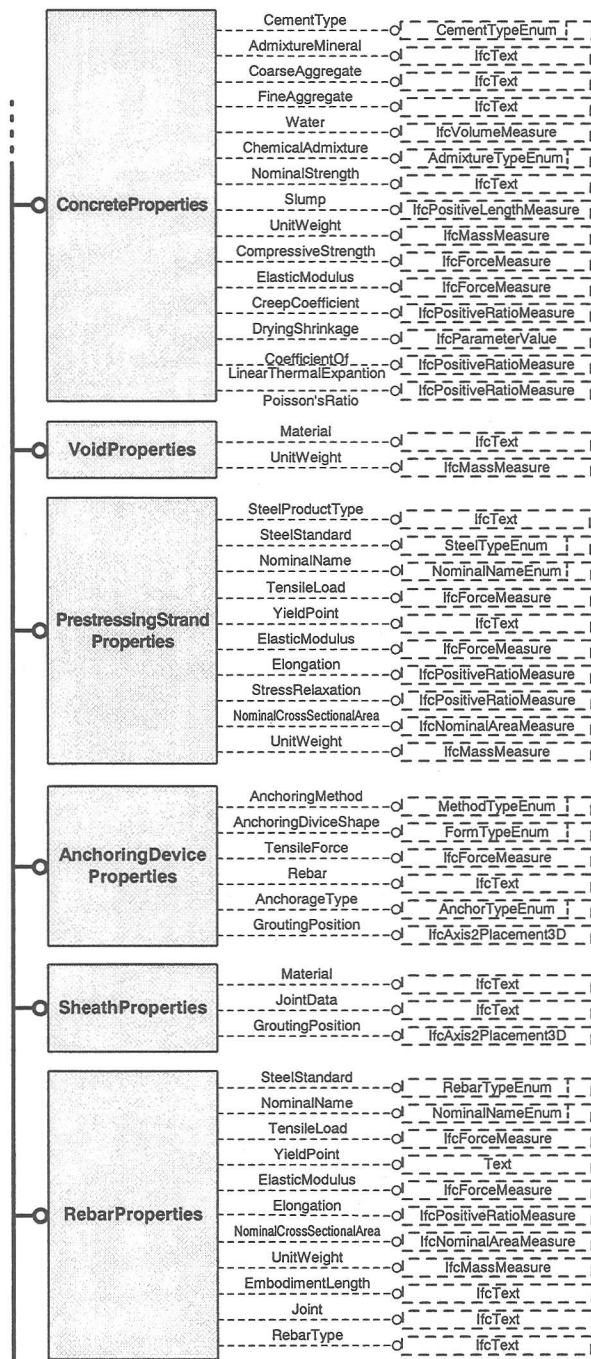 CementType
CementTypeEnum
AdmixtureMineral
IfcText
CoarseAggregate
IfcText
FineAggregate
IfcText
Water
IfcVolumeMeasure
ChemicalAdmixture
AdmixtureTypeEnum
NominalStrength
IfcText
ConcreteProperties
Slump
IfcPositiveLengthMeasure
UnitWeight
IfcMassMeasure
CompressiveStrength
IfcForceMeasure
ElasticModulus
IfcForceMeasure
CreepCoefficient
IfcPositiveRatioMeasure
DryingShrinkage
IfcParameterValue
CoefficientOf
LinearThermalExpantion
IfcPositiveRatioMeasure
Poisson'sRatio
IfcPositiveRatioMeasure
VoidProperties
Material
IfcText
UnitWeight
IfcMassMeasure
SteelProductType
IfcText
SteelStandard
SteelTypeEnum
NominalName
NominalNameEnum
TensileLoad
IfcForceMeasure
PrestressingStrand
Properties
YieldPoint
IfcText
ElasticModulus
IfcForceMeasure
Elongation
IfcPositiveRatioMeasure
StressRelaxation
IfcPositiveRatioMeasure
NominalCrossSectionalArea
IfcNominalAreaMeasure
UnitWeight
IfcMassMeasure
AnchoringMethod
MethodTypeEnum
AnchoringDiviceShape
FormTypeEnum
AnchoringDevice
Properties
TensileForce
IfcForceMeasure
Rebar
IfcText
AnchorageType
AnchorTypeEnum
GroutingPosition
IfcAxis2Placement3D
SheathProperties
Material
IfcText
JointData
IfcText
GroutingPosition
IfcAxis2Placement3D
SteelStandard
RebarTypeEnum
NominalName
NominalNameEnum
TensileLoad
IfcForceMeasure
YieldPoint
Text
ElasticModulus
IfcForceMeasure
RebarProperties
Elongation
IfcPositiveRatioMeasure
NominalCrossSectionalArea
IfcNominalAreaMeasure
UnitWeight
IfcMassMeasure
EmbodimentLength
IfcText
Joint
IfcText
RebarType
IfcText